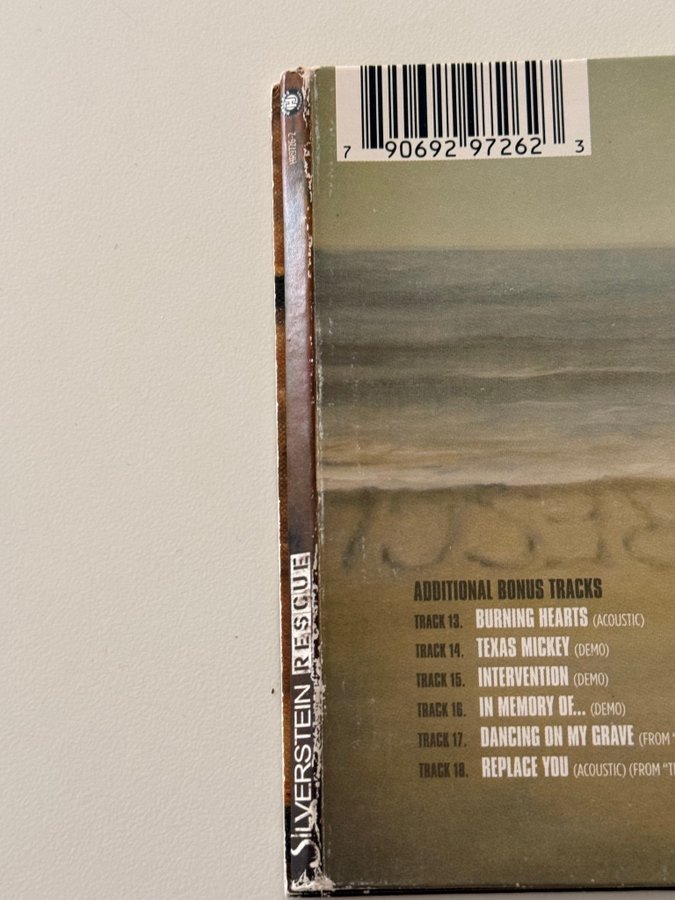 7 90692 97262 3
SILVERSTEIN RESCUE
ADDITIONAL BONUS TRACKS
TRACK 13. BURNING HEARTS (ACOUSTIC)
TRACK 14. TEXAS MICKEY (DEMO)
TRACK 15. INTERVENTION (DEMO)
TRACK 16. IN MEMORY OF... (DEMO)
TRACK 17. DANCING ON MY GRAVE (FROM "
TRACK 18. REPLACE YOU (ACOUSTIC) (FROM "T